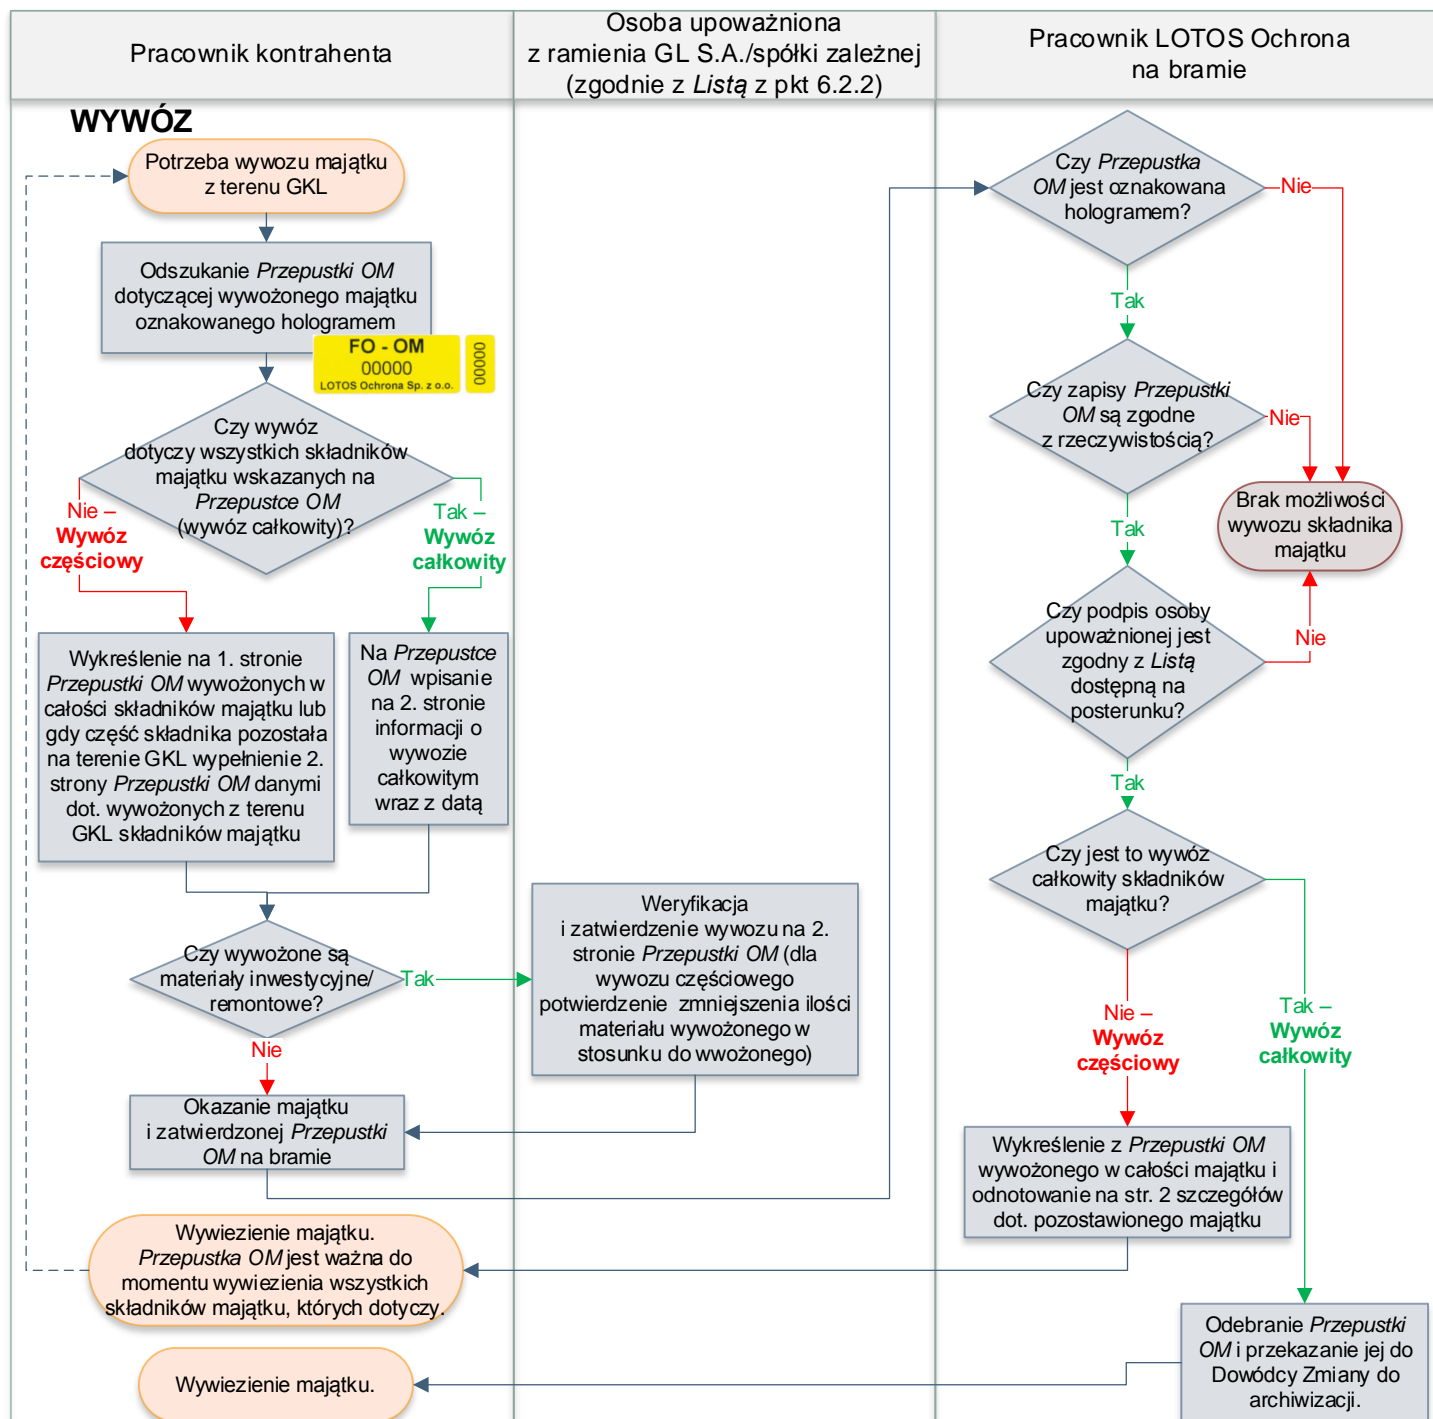 Pracownik kontrahenta
Osoba upoważniona
z ramienia GL S.A./spółki zależnej
(zgodnie z Listą z pkt 6.2.2)
Pracownik LOTOS Ochrona
na bramie
WYWÓZ
Potrzeba wywozu majątku
z terenu GKL
Odszukanie Przepustki OM
dotyczącej wywożonego majątku
oznakowanego hologramem
FO - OM
00000
LOTOS Ochrona Sp. z o.o.
00000
Czy wywóz
dotyczy wszystkich składników
majątku wskazanych na
Przepustce OM
(wywóz całkowity)?
Nie –
Wywóz
częściowy
Tak –
Wywóz
całkowity
Wykreślenie na 1. stronie
Przepustki OM wywożonych w
całości składników majątku lub
gdy część składnika pozostała
na terenie GKL wypełnienie 2.
strony Przepustki OM danymi
dot. wywożonych z terenu
GKL składników majątku
Na Przepustce
OM wpisanie
na 2. stronie
informacji o
wywozie
całkowitym
wraz z datą
Czy wywożone są
materiały inwestycyjne/
remontowe?
Tak
Nie
Weryfikacja
i zatwierdzenie wywozu na 2.
stronie Przepustki OM (dla
wywozu częściowego
potwierdzenie zmniejszenia ilości
materiału wywożonego w
stosunku do wwożonego)
Okazanie majątku
i zatwierdzonej Przepustki
OM na bramie
Czy Przepustka
OM jest oznakowana
hologramem?
Nie
Tak
Czy zapisy Przepustki
OM są zgodne
z rzeczywistością?
Nie
Tak
Brak możliwości
wywozu składnika
majątku
Czy podpis osoby
upoważnionej jest
zgodny z Listą
dostępną na
posterunku?
Nie
Tak
Czy jest to wywóz
całkowity składników
majątku?
Nie –
Wywóz
częściowy
Tak –
Wywóz
całkowity
Wykreślenie z Przepustki OM
wywożonego w całości majątku i
odnotowanie na str. 2 szczegółów
dot. pozostawionego majątku
Wywiezienie majątku.
Przepustka OM jest ważna do
momentu wywiezienia wszystkich
składników majątku, których dotyczy.
Odebranie Przepustki
OM i przekazanie jej do
Dowódcy Zmiany do
archiwizacji.
Wywiezienie majątku.